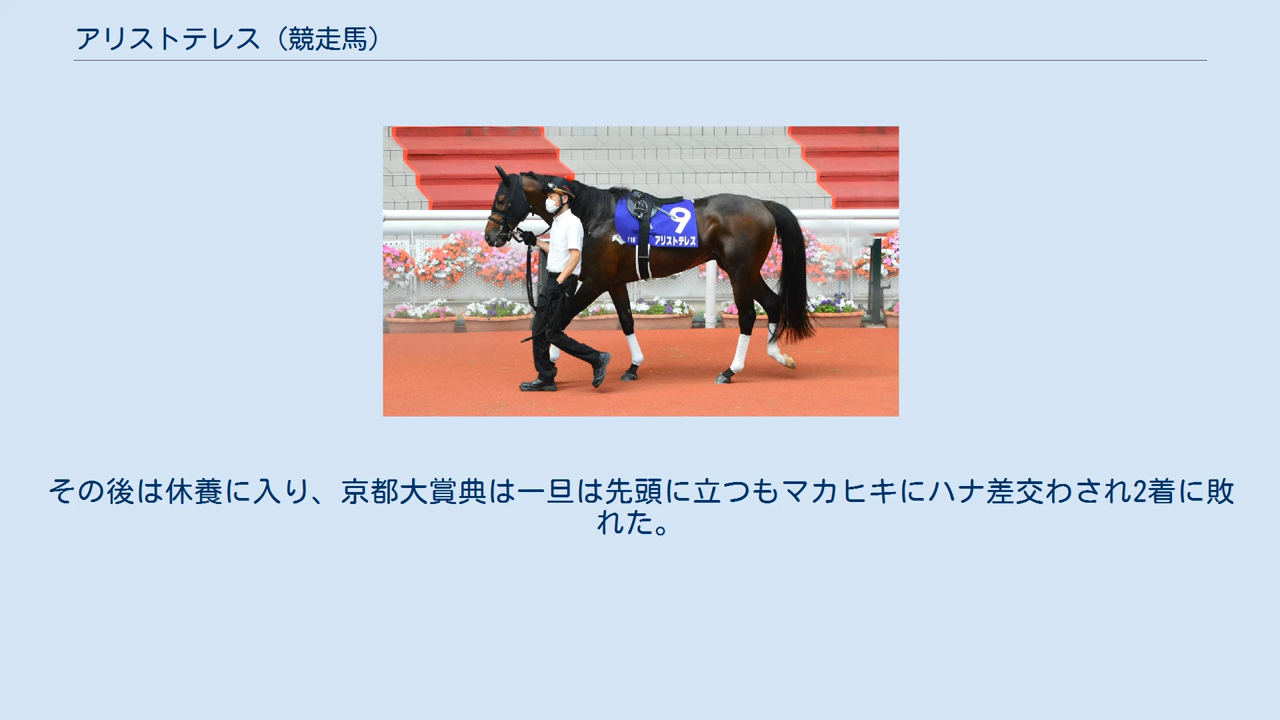 アリストテレス（競走馬）
9
アリストテレス
その後は休養に入り、京都大賞典は一旦は先頭に立つもマカヒキにハナ差交わされ2着に敗
れた。